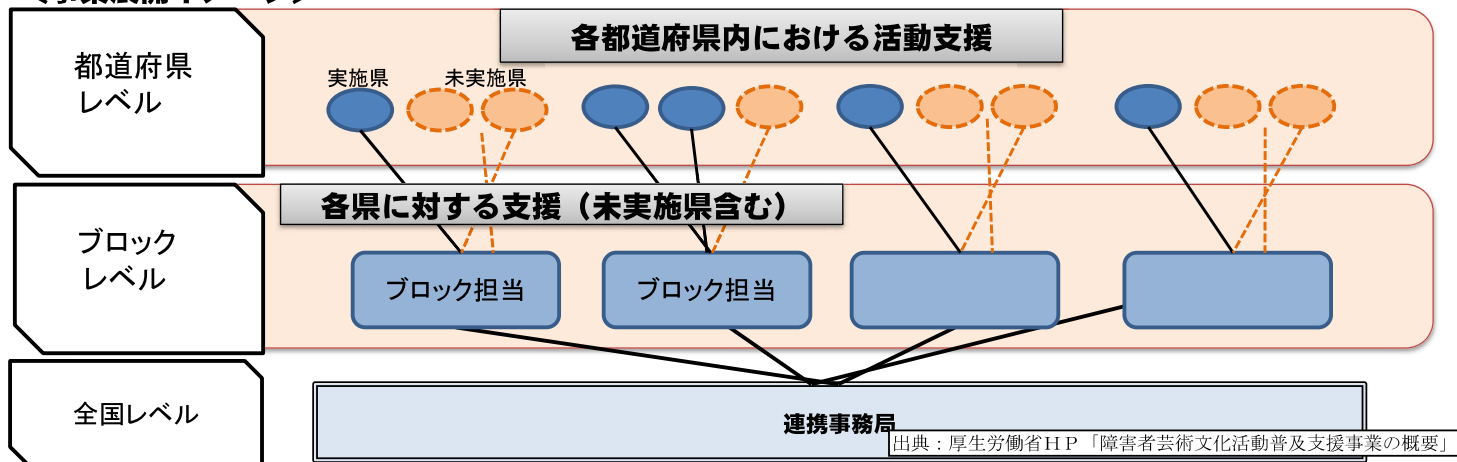 各都道府県内における活動支援
都道府県
レベル
実施県
未実施県
各県に対する支援（未実施県含む）
ブロック
レベル
ブロック担当
ブロック担当
全国レベル
連携事務局
出典：厚生労働省ＨＰ「障害者芸術文化活動普及支援事業の概要」